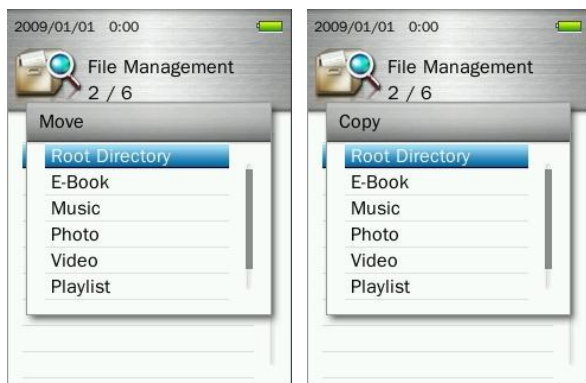 2009/01/01 0:00
File Management
2 / 6
Move
Root Directory
E-Book
Music
Photo
Video
Playlist
2009/01/01 0:00
File Management
2 / 6
Copy
Root Directory
E-Book
Music
Photo
Video
Playlist